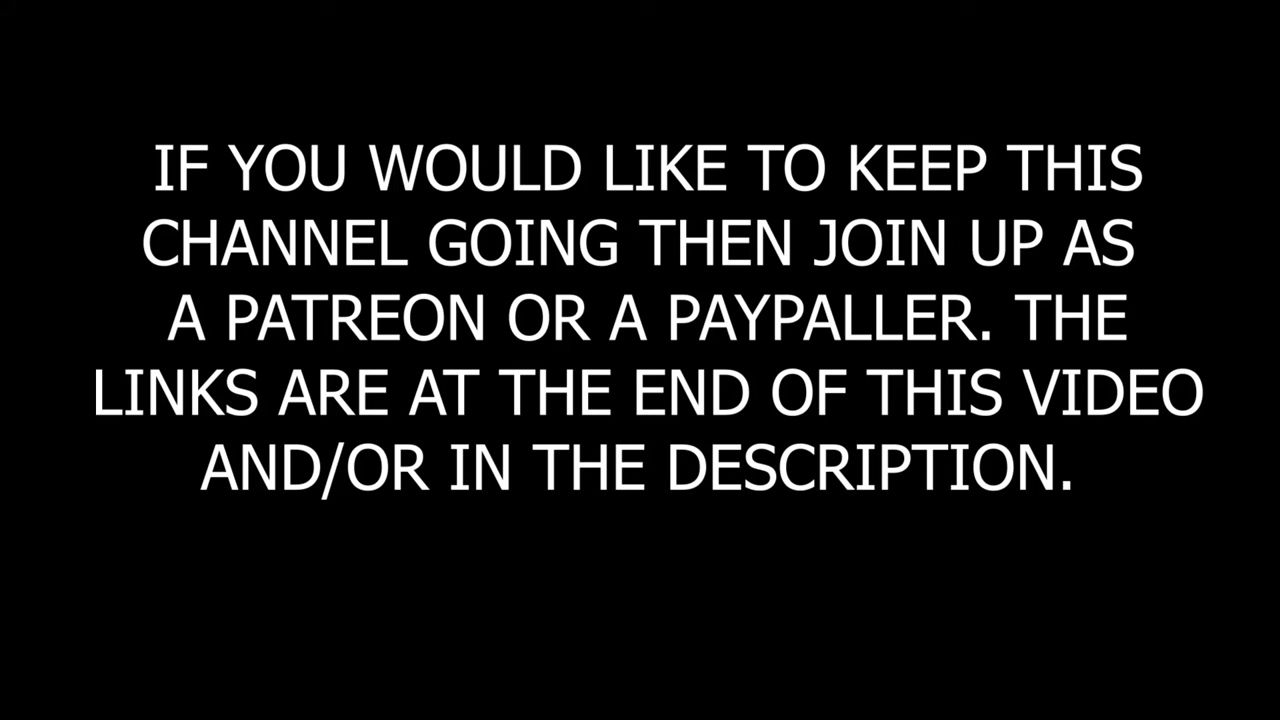 IF YOU WOULD LIKE TO KEEP THIS
CHANNEL GOING THEN JOIN UP AS
A PATREON OR A PAYPALLER. THE
LINKS ARE AT THE END OF THIS VIDEO
AND/OR IN THE DESCRIPTION.